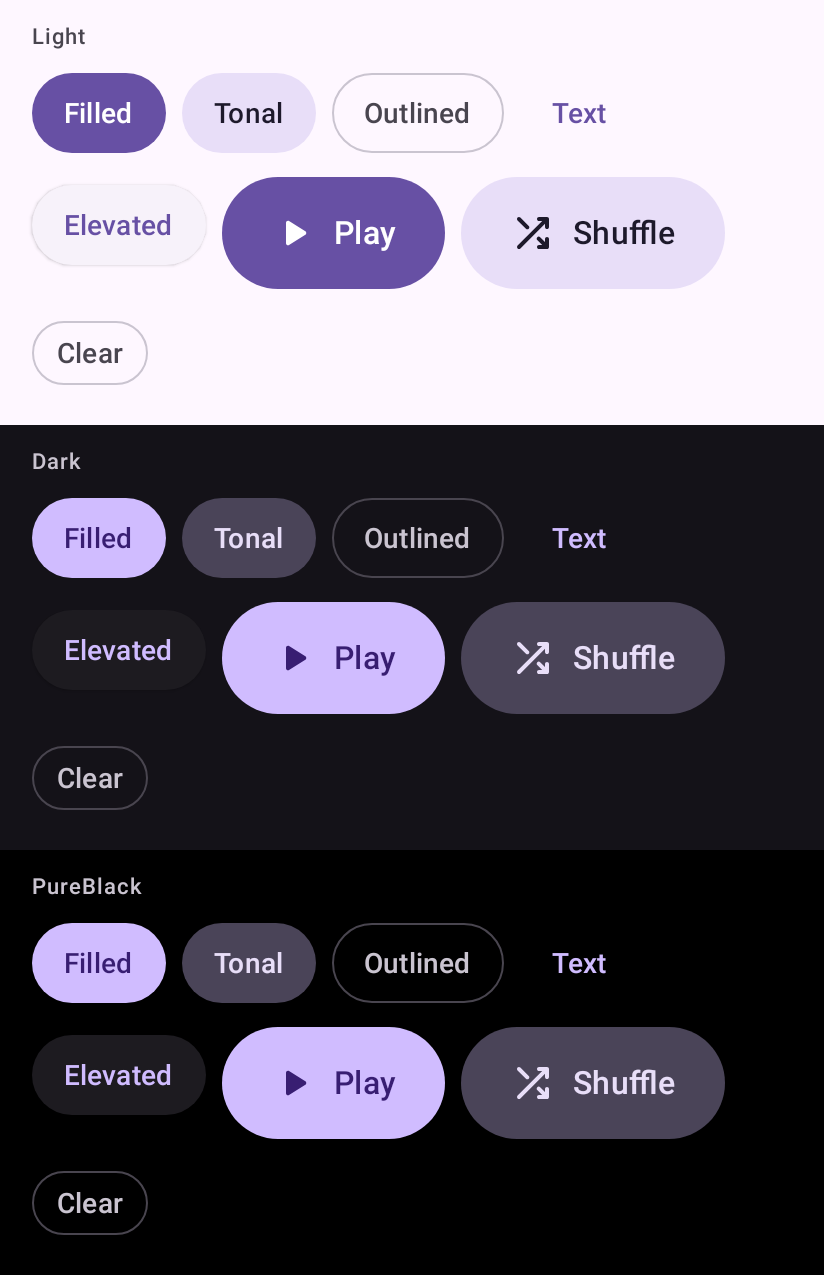 Light
Filled Tonal Outlined Text
Elevated Play Shuffle
Clear
Dark
Filled Tonal Outlined Text
Elevated Play Shuffle
Clear
PureBlack
Filled Tonal Outlined Text
Elevated Play Shuffle
Clear